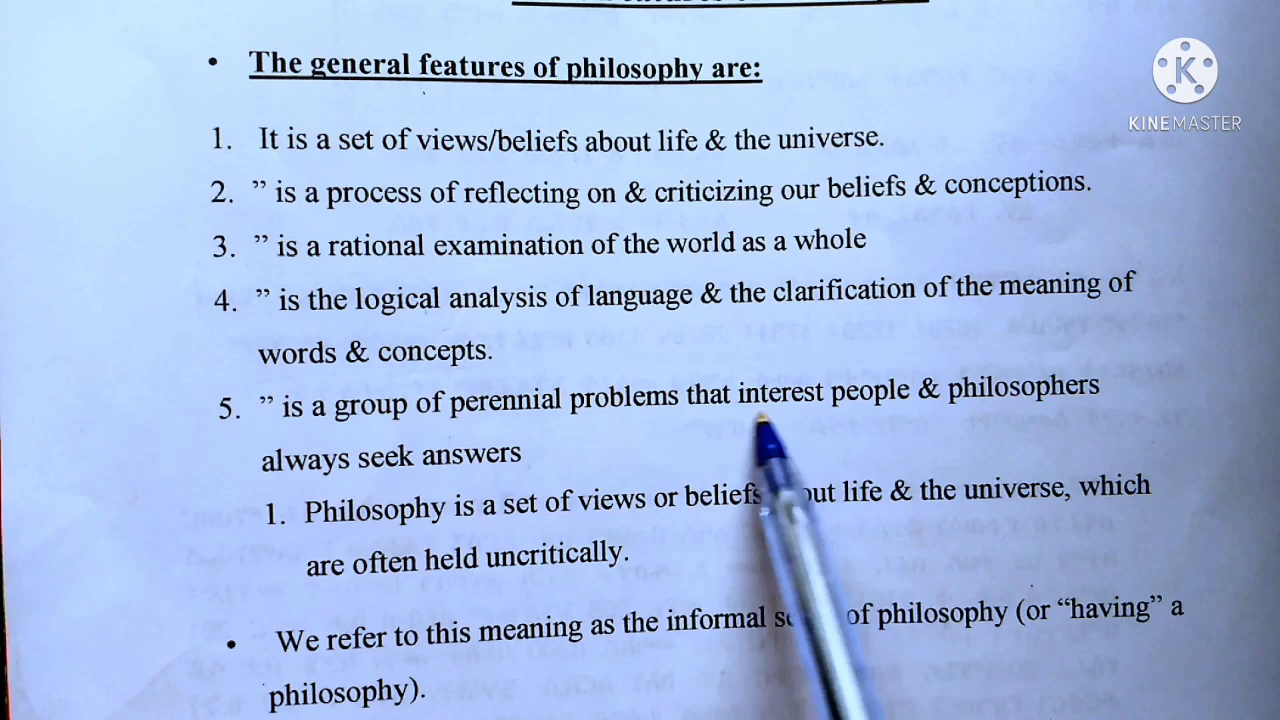 • The general features of philosophy are:
1. It is a set of views/beliefs about life & the universe.
2. ” is a process of reflecting on & criticizing our beliefs & conceptions.
3. ” is a rational examination of the world as a whole
4. ” is the logical analysis of language & the clarification of the meaning of
words & concepts.
5. ” is a group of perennial problems that interest people & philosophers
always seek answers
1. Philosophy is a set of views or beliefs life & the universe, which
are often held uncritically.
• We refer to this meaning as the informal of philosophy (or “having” a
philosophy).
K
KINEMASTER